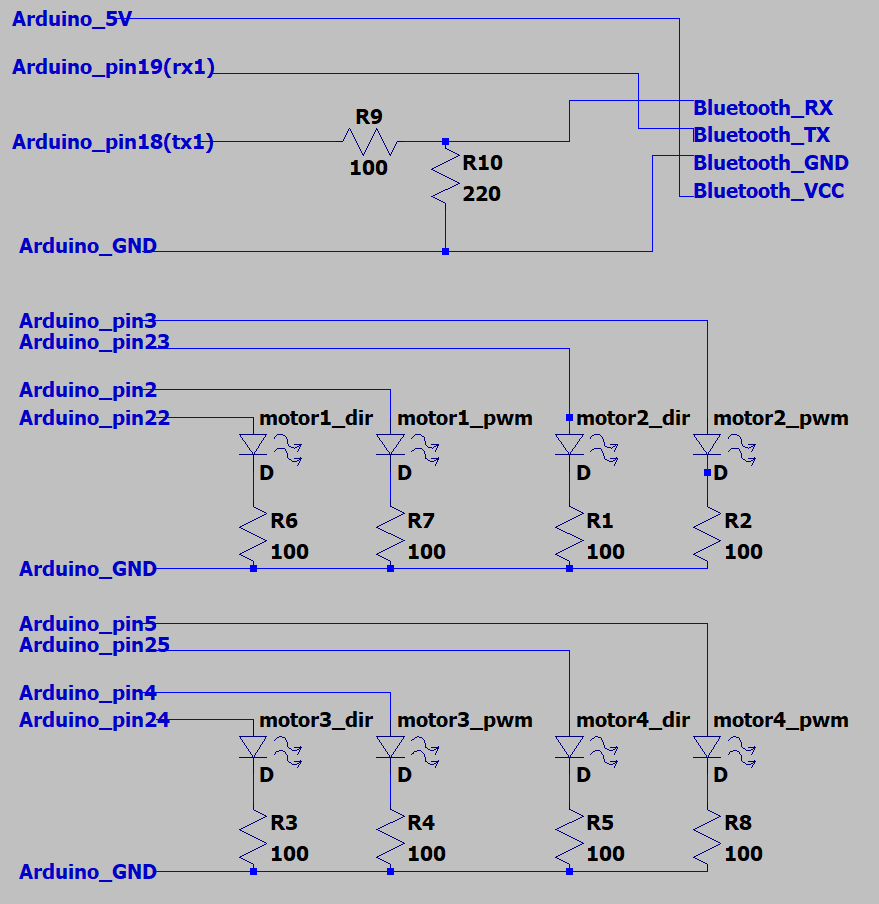 Arduino_5V
Arduino_pin19(rx1)
Bluetooth_RX
R9
Bluetooth_TX
Arduino_pin18(tx1)
100
R10
Bluetooth_GND
220
Bluetooth_VCC
Arduino_GND
Arduino_pin3
Arduino_pin23
Arduino_pin2
Arduino_pin22
motor1_dir motor1_pwm motor2_dir motor2_pwm
D D D D
R6 R7 R1 R2
100 100 100 100
Arduino_GND
Arduino_pin5
Arduino_pin25
Arduino_pin4
Arduino_pin24 motor3_dir motor3_pwm motor4_dir motor4_pwm
D D D D
R3 R4 R5 R8
100 100 100 100
Arduino_GND